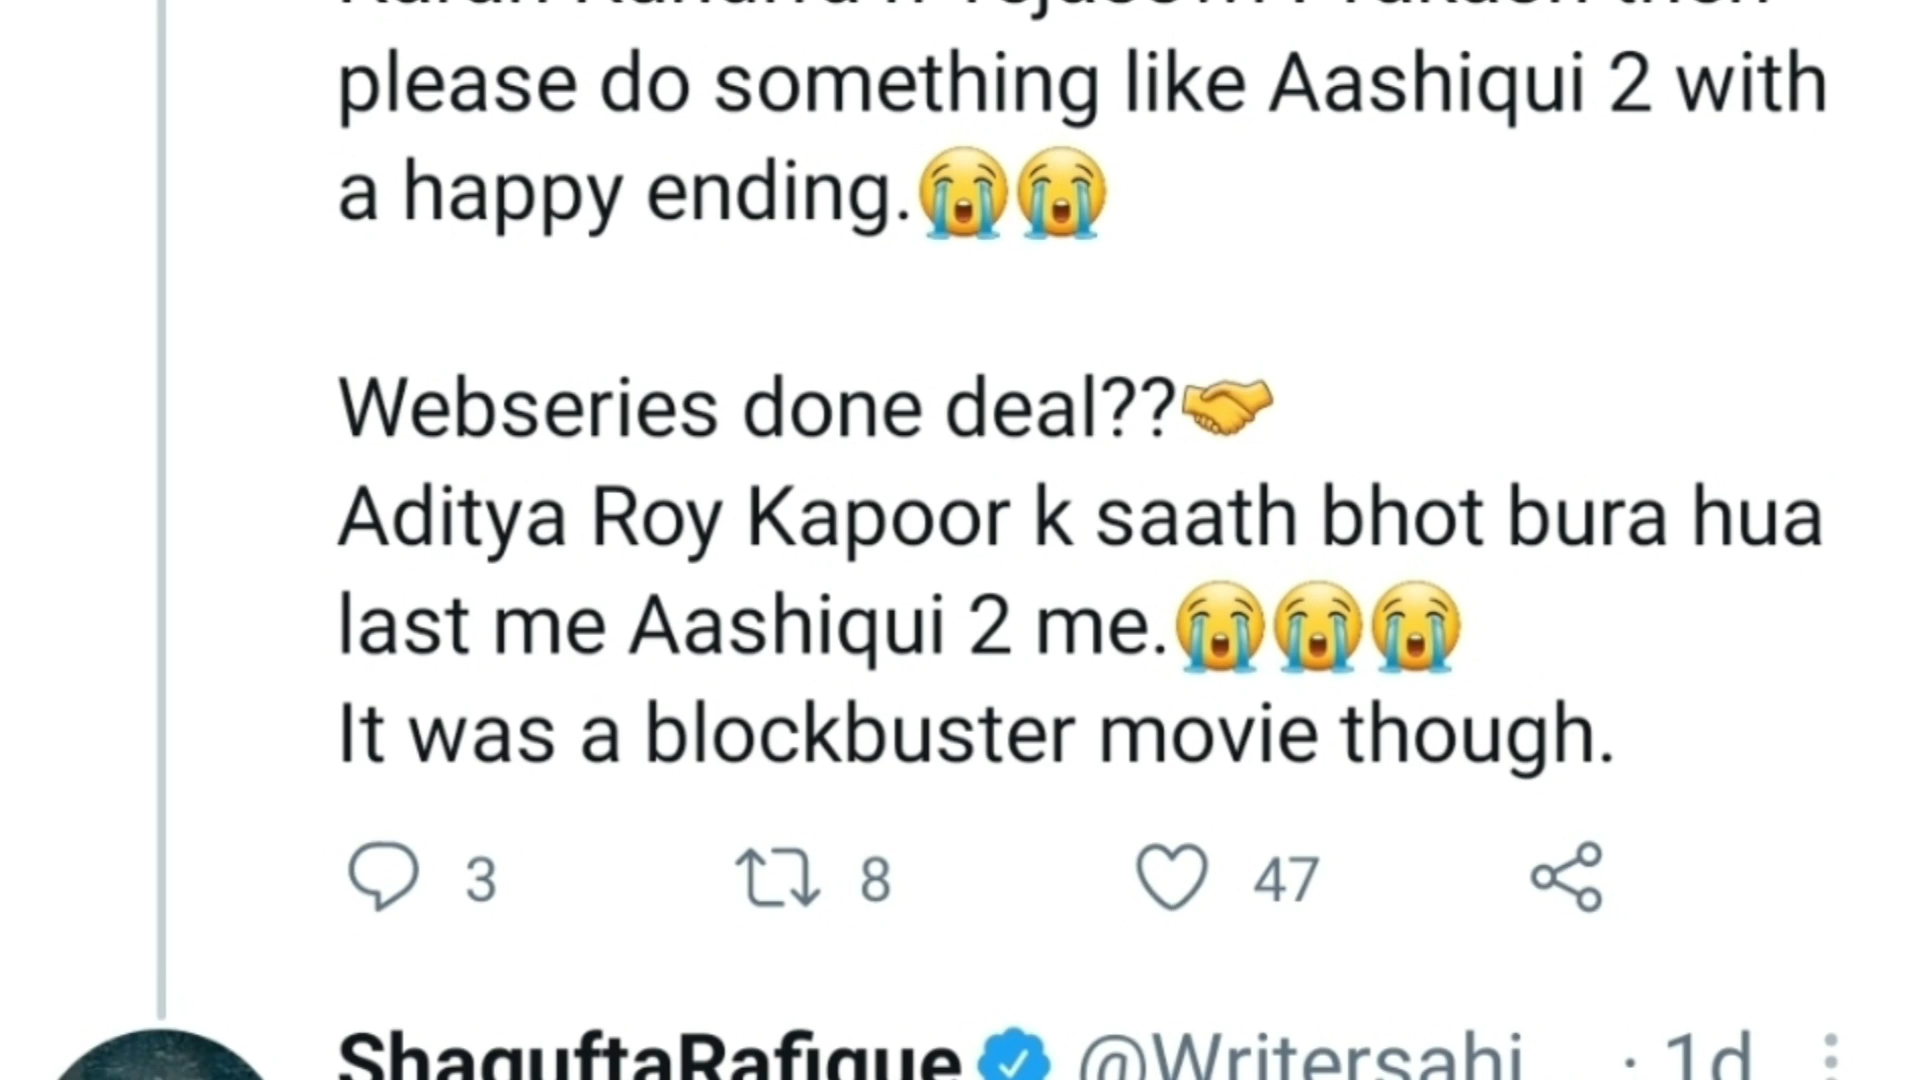 please do something like Aashiqui 2 with
a happy ending.😭😭
Webseries done deal??🤝
Aditya Roy Kapoor k saath bhot bura hua
last me Aashiqui 2 me.😭😭😭
It was a blockbuster movie though.
3 8 47
ShaguftaRafique @Writersahi · 1d